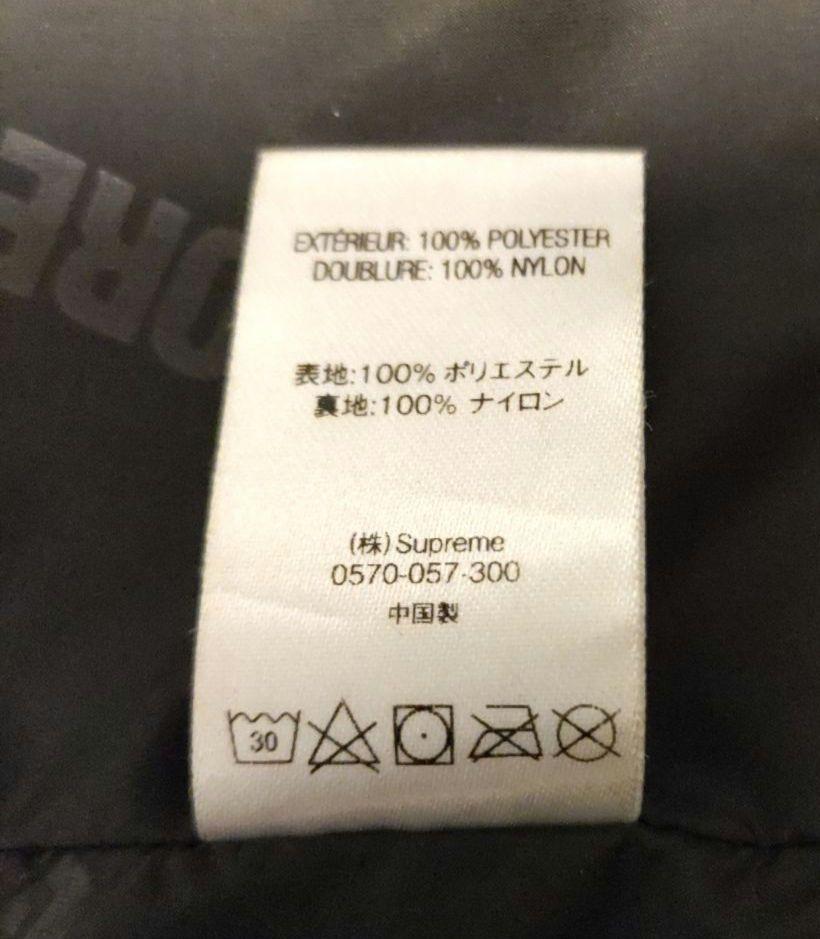 EXTÉRIEUR: 100% POLYESTER
DOUBLURE: 100% NYLON
表地:100% ポリエステル
裏地:100% ナイロン
(株)Supreme
0570-057-300
中国製
30